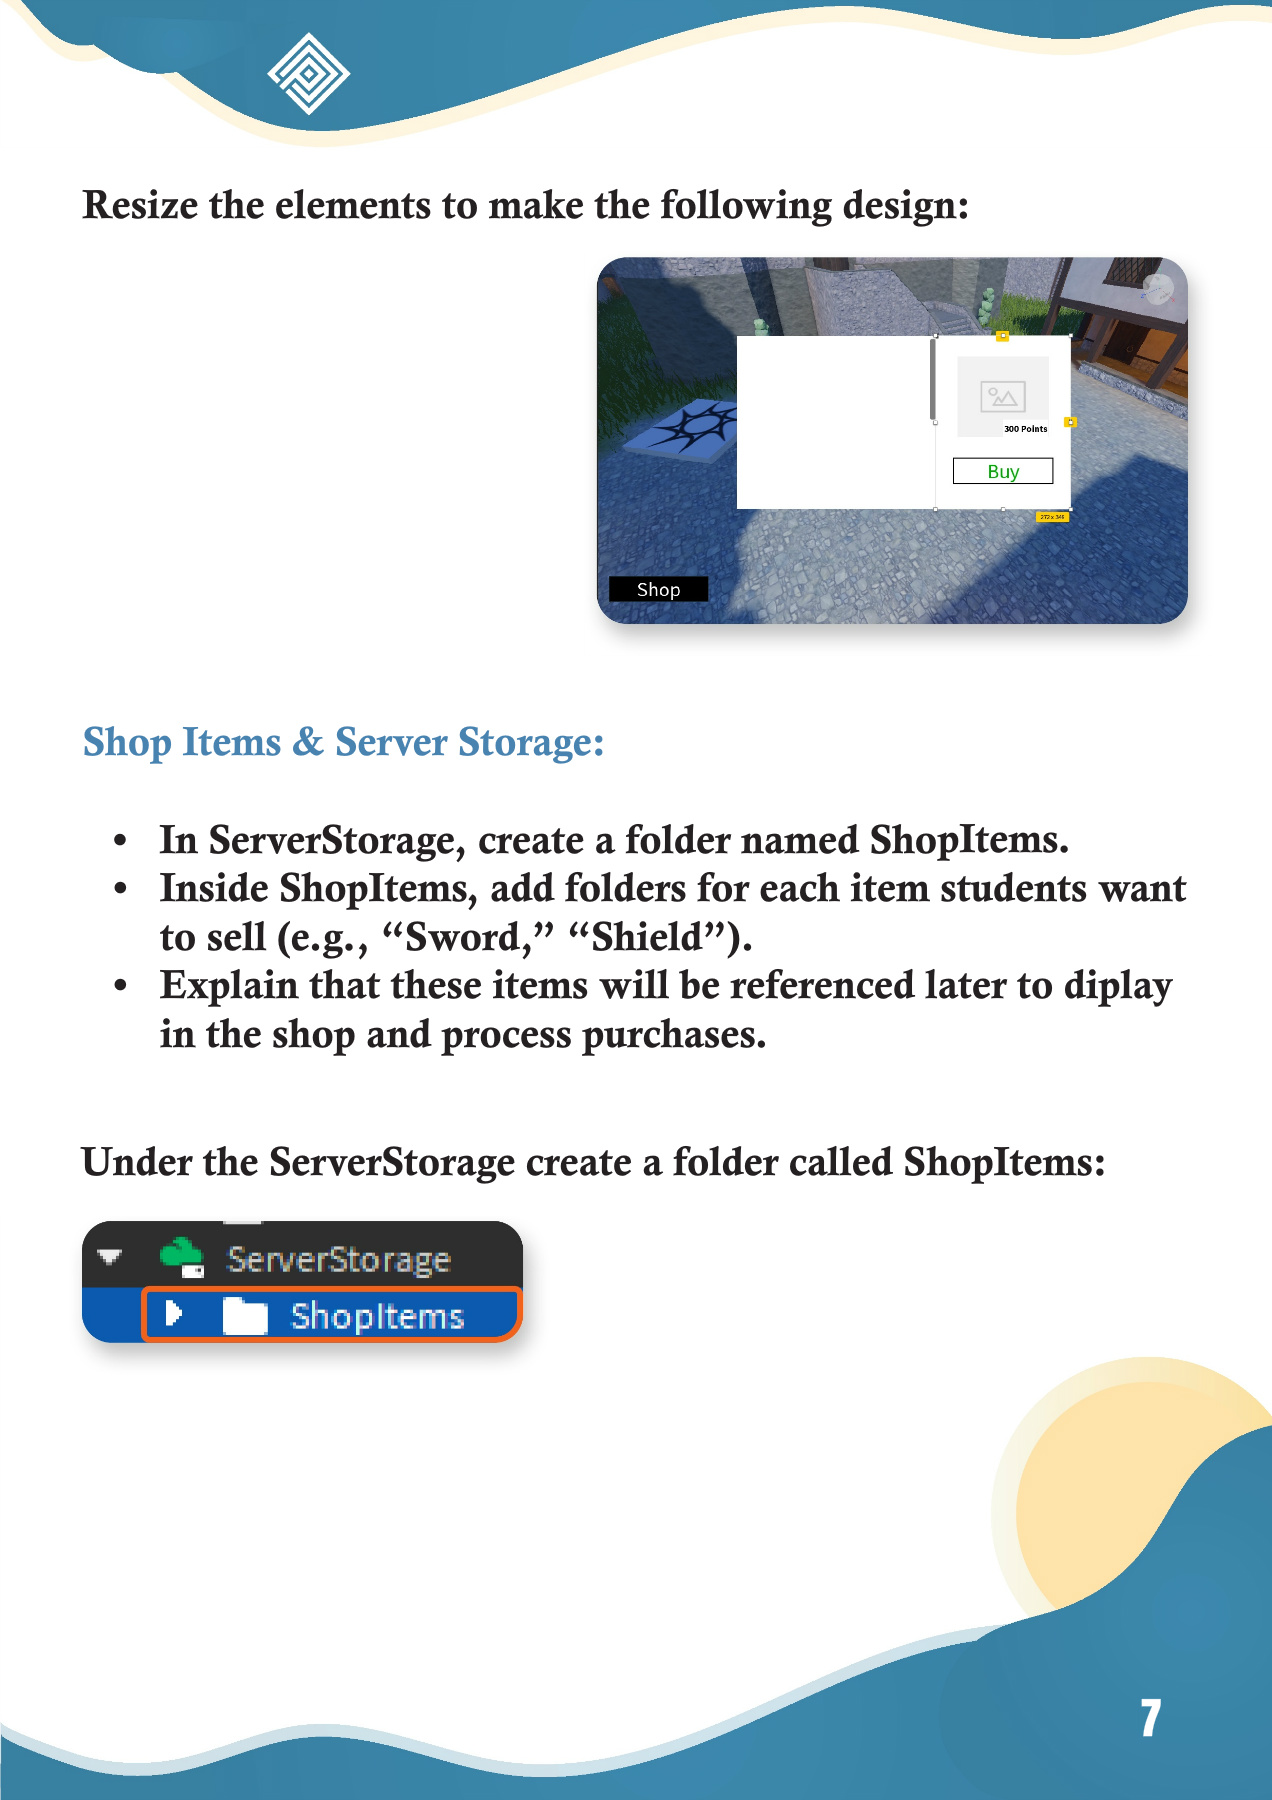 Resize the elements to make the following design:
300 Points
Buy
272 x 346
Shop
Shop Items & Server Storage:
• In ServerStorage, create a folder named ShopItems.
• Inside ShopItems, add folders for each item students want
to sell (e.g., “Sword,” “Shield”).
• Explain that these items will be referenced later to diplay
in the shop and process purchases.
Under the ServerStorage create a folder called ShopItems:
ServerStorage
ShopItems
7